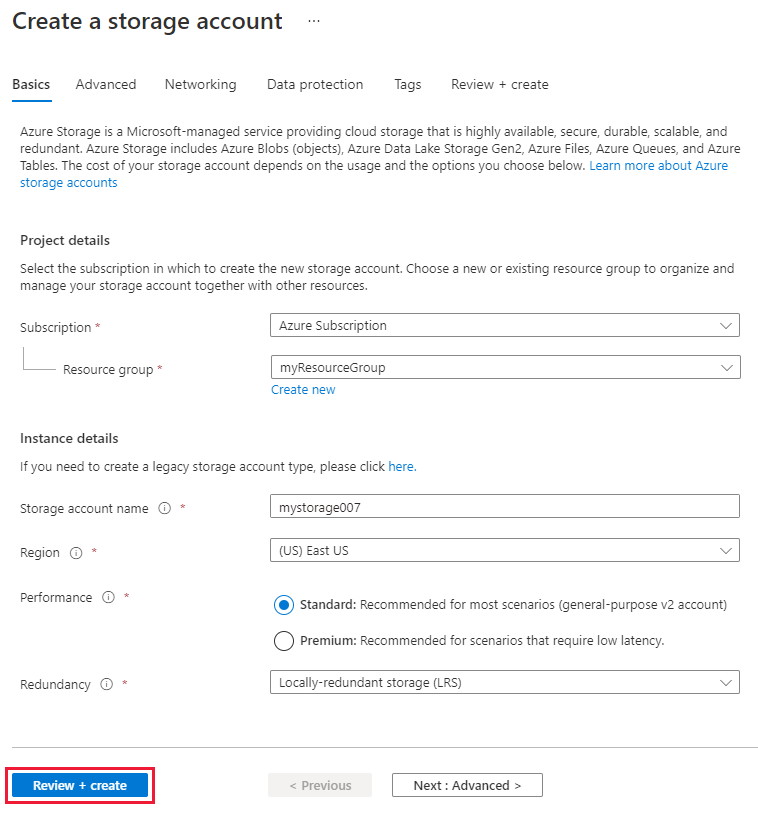 Create a storage account ...
Basics Advanced Networking Data protection Tags Review + create
Azure Storage is a Microsoft-managed service providing cloud storage that is highly available, secure, durable, scalable, and
redundant. Azure Storage includes Azure Blobs (objects), Azure Data Lake Storage Gen2, Azure Files, Azure Queues, and Azure
Tables. The cost of your storage account depends on the usage and the options you choose below. Learn more about Azure
storage accounts
Project details
Select the subscription in which to create the new storage account. Choose a new or existing resource group to organize and
manage your storage account together with other resources.
Subscription * Azure Subscription
Resource group * myResourceGroup
Create new
Instance details
If you need to create a legacy storage account type, please click here.
Storage account name * mystorage007
Region * (US) East US
Performance * Standard: Recommended for most scenarios (general-purpose v2 account)
Premium: Recommended for scenarios that require low latency.
Redundancy * Locally-redundant storage (LRS)
Review + create < Previous Next : Advanced >